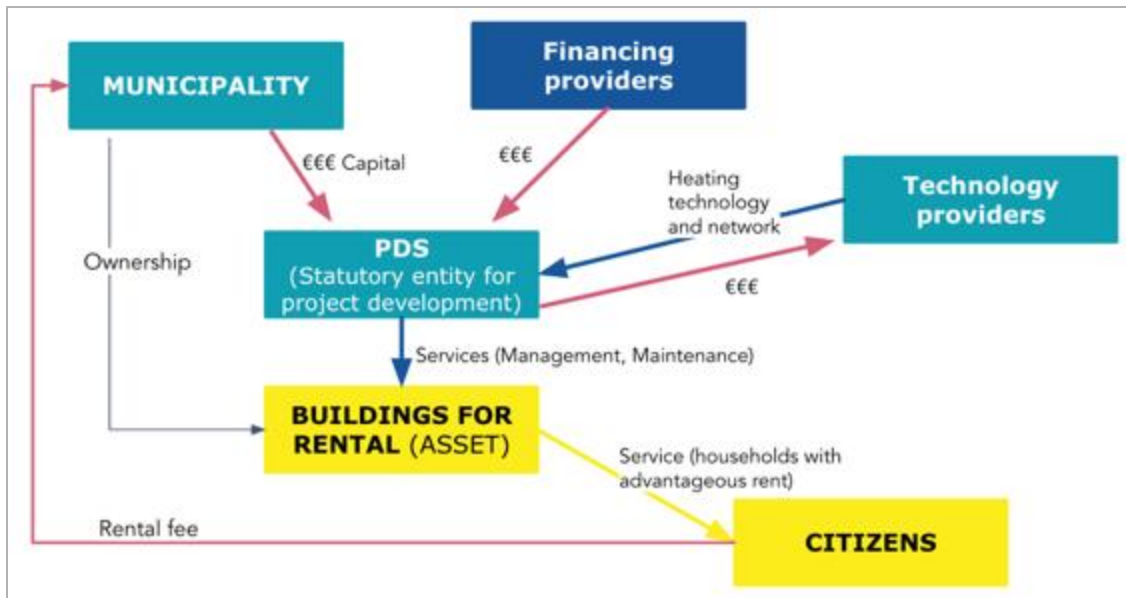 MUNICIPALITY
Financing
providers
€€€ Capital
€€€
Heating
technology
and network
Technology
providers
Ownership
PDS
(Statutory entity for
project development)
€€€
Services (Management, Maintenance)
BUILDINGS FOR
RENTAL (ASSET)
Service (households with
advantageous rent)
Rental fee
CITIZENS